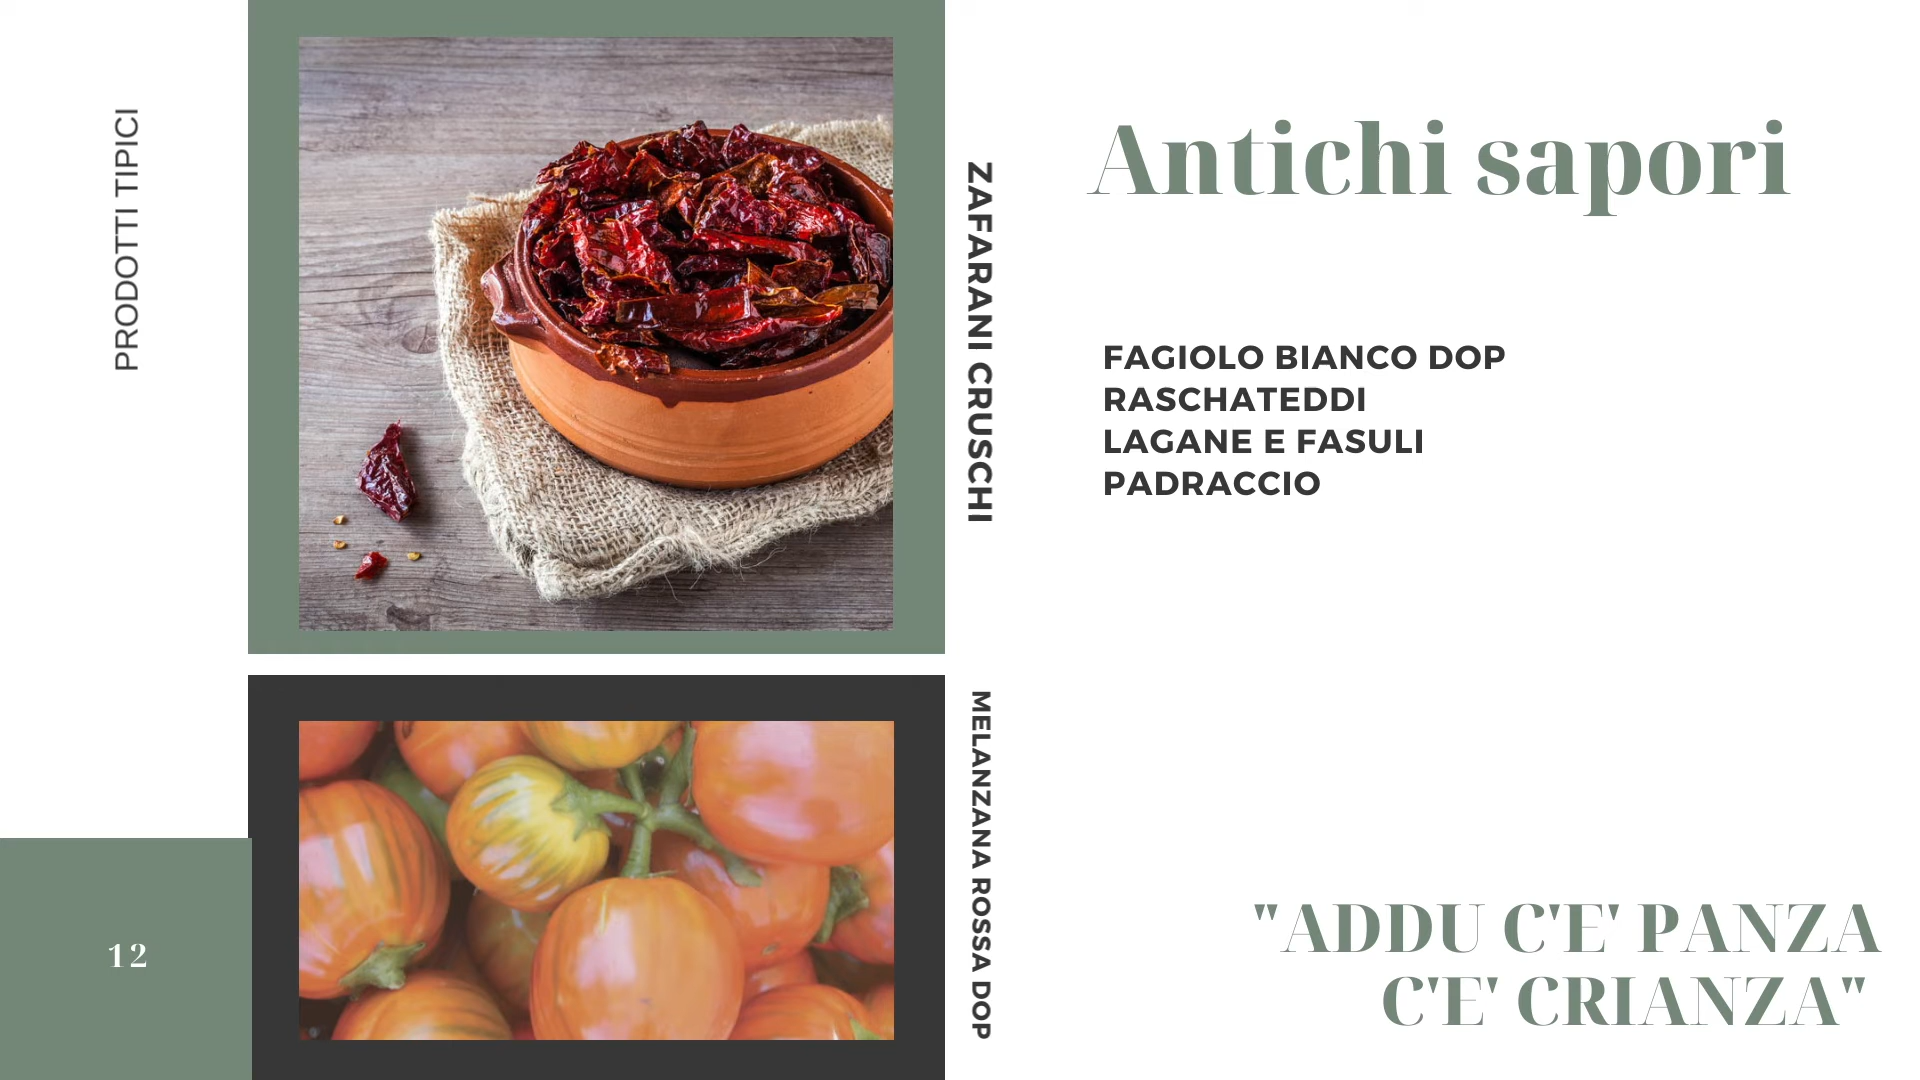 PRODOTTI TIPICI
12
ZAFARANI CRUSCHI
MELANZANA ROSSA DOP
Antichi sapori
FAGIOLO BIANCO DOP
RASCHATEDDI
LAGANE E FASULI
PADRACCIO
"ADDU C'E' PANZA
C'E' CRIANZA"